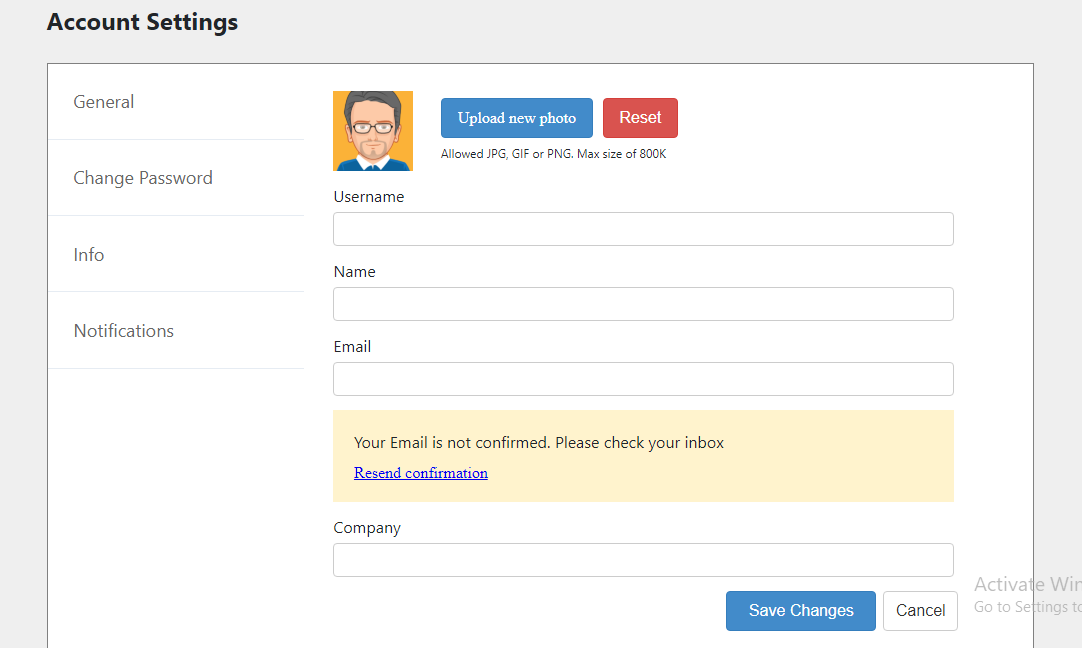 Account Settings
General
Change Password
Info
Notifications
Upload new photo
Reset
Allowed JPG, GIF or PNG. Max size of 800K
Username
Name
Email
Your Email is not confirmed. Please check your inbox
Resend confirmation
Company
Save Changes
Cancel
Activate Win
Go to Settings to